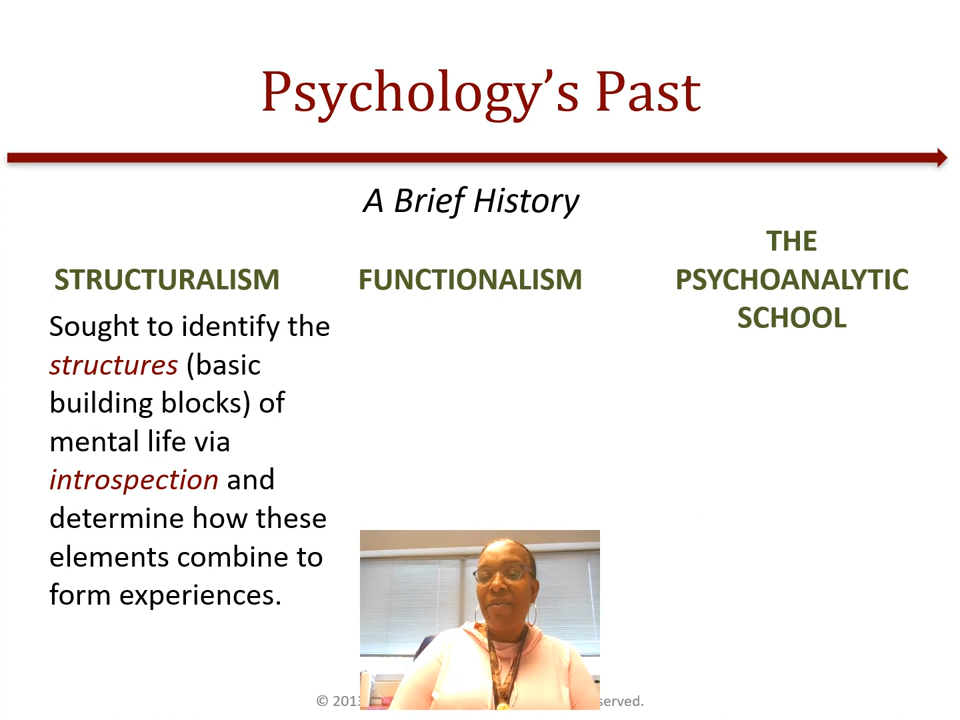 Psychology’s Past
A Brief History
STRUCTURALISM
Sought to identify the
structures (basic
building blocks) of
mental life via
introspection and
determine how these
elements combine to
form experiences.
FUNCTIONALISM
THE
PSYCHOANALYTIC
SCHOOL
© 2013
served.